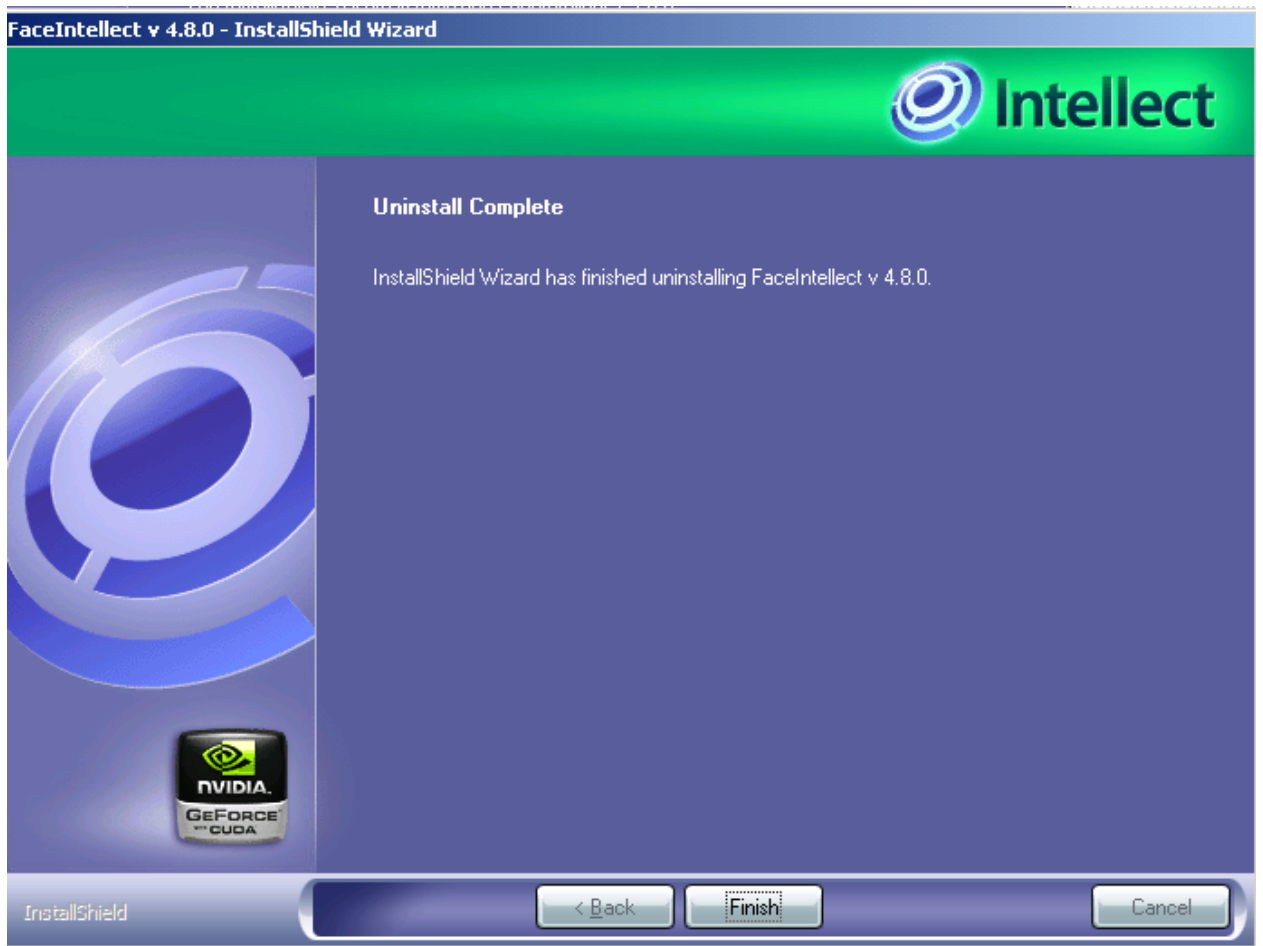 FaceIntellect v 4.8.0 - InstallShield Wizard
Intellect
Uninstall Complete
InstallShield Wizard has finished uninstalling FaceIntellect v 4.8.0.
NVIDIA.
GEFORCE
CUDA
InstallShield
< Back
Finish
Cancel